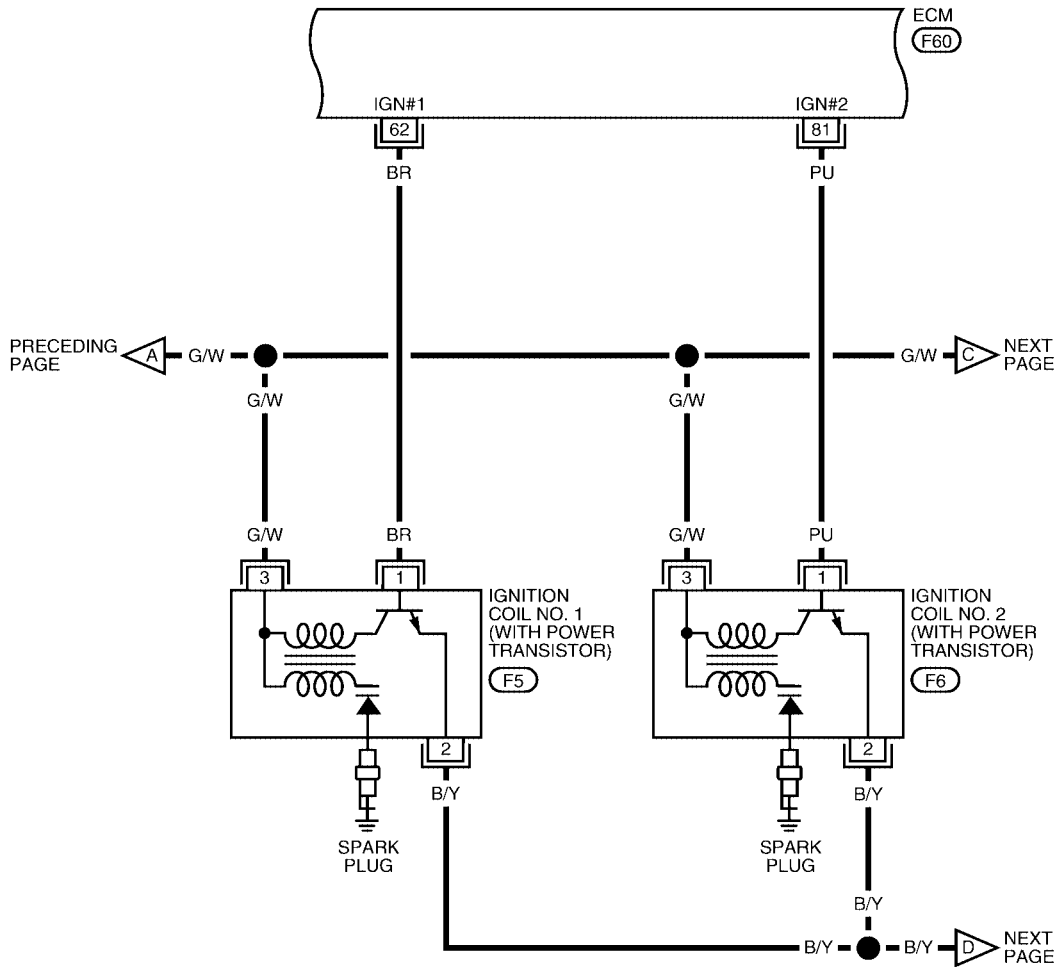 ECM
F60
IGN#1
IGN#2
62
81
BR
PU
PRECEDING
PAGE
A
G/W
G/W
C
NEXT
PAGE
G/W
G/W
G/W
BR
G/W
PU
3
1
3
1
IGNITION
COIL NO. 1
(WITH POWER
TRANSISTOR)
F5
IGNITION
COIL NO. 2
(WITH POWER
TRANSISTOR)
F6
2
2
B/Y
B/Y
SPARK
PLUG
SPARK
PLUG
B/Y
B/Y
B/Y
D
NEXT
PAGE